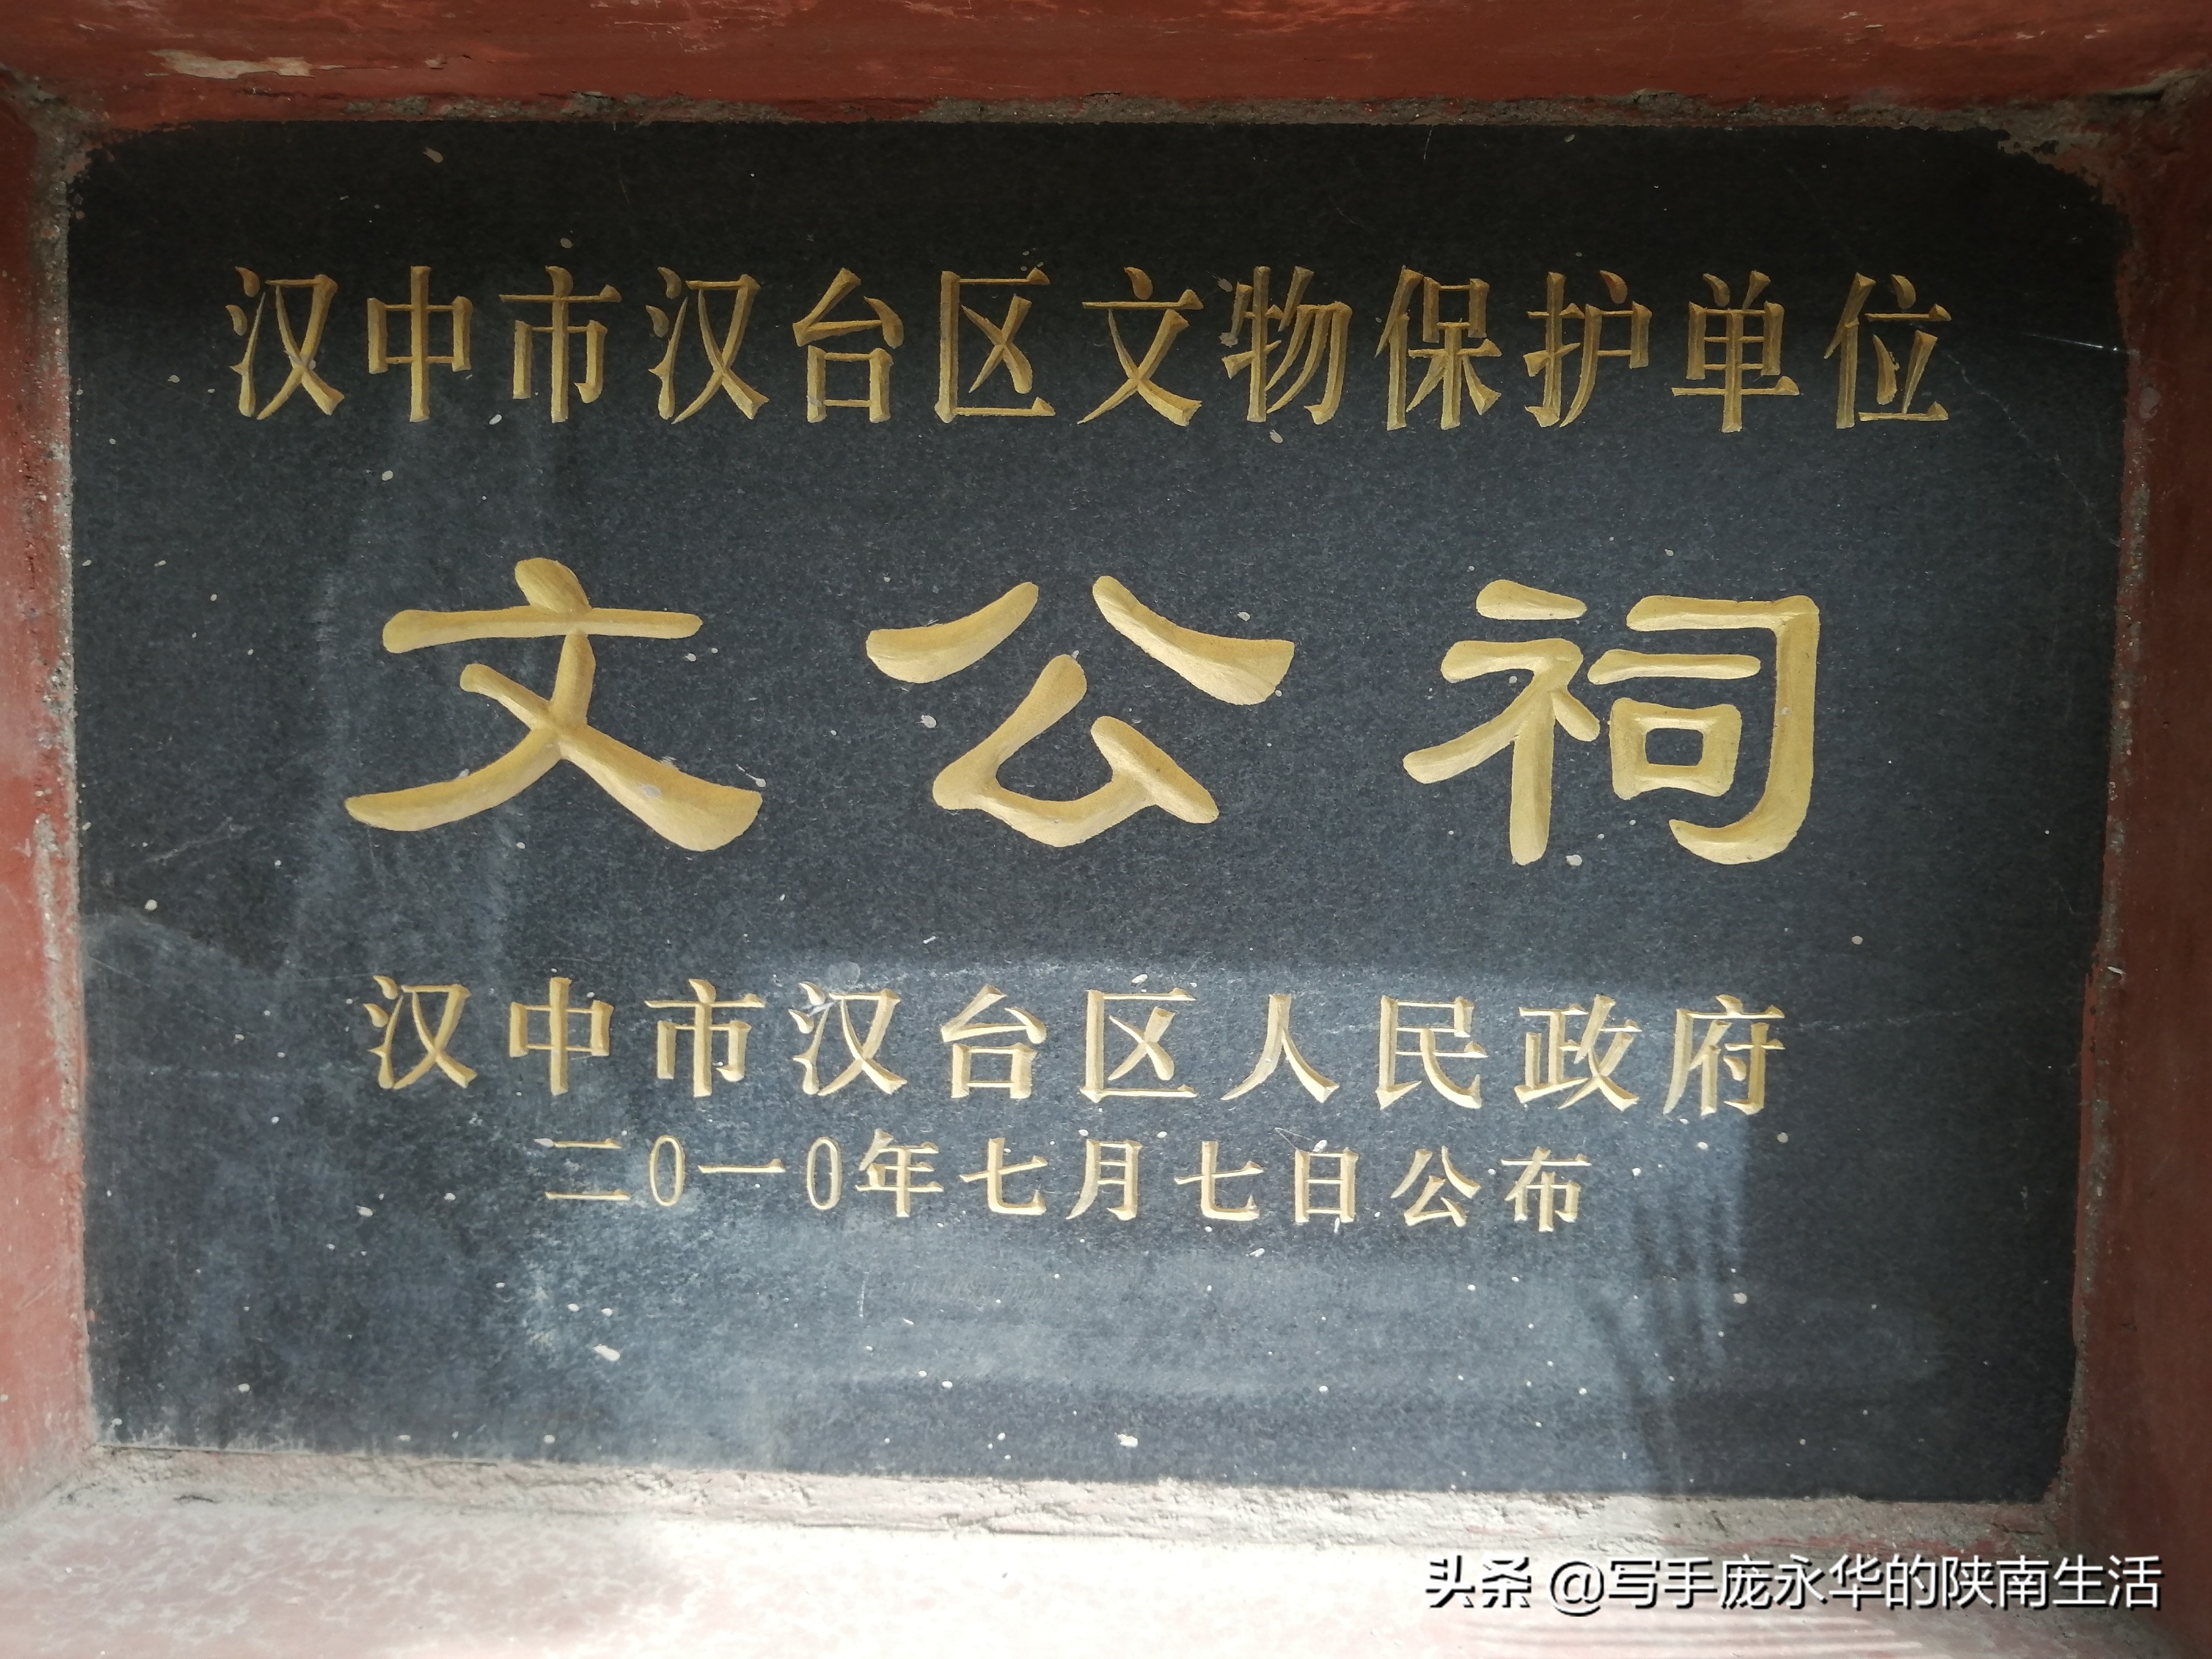 汉中市汉台区文物保护单位
文公祠
汉中市汉台区人民政府
二0一0年七月七日公布
头条 @写手庞永华的陕南生活